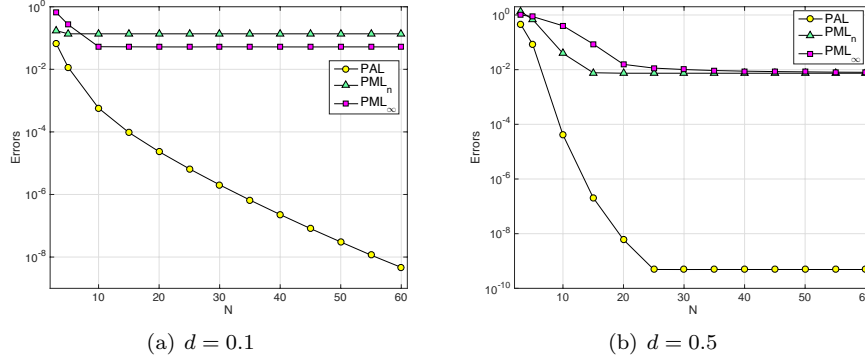 10^0
10^-2
10^-4
10^-6
10^-8
Errors
10 20 30 40 50 60
N
PAL
PML_n
PML_∞
(a) d = 0.1
10^0
10^-2
10^-4
10^-6
10^-8
10^-10
Errors
10 20 30 40 50 60
N
PAL
PML_n
PML_∞
(b) d = 0.5